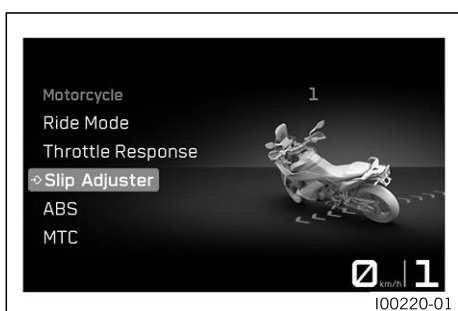 Motorcycle 1
Ride Mode
Throttle Response
Slip Adjuster
ABS
MTC
0 km/h 1
I00220-01